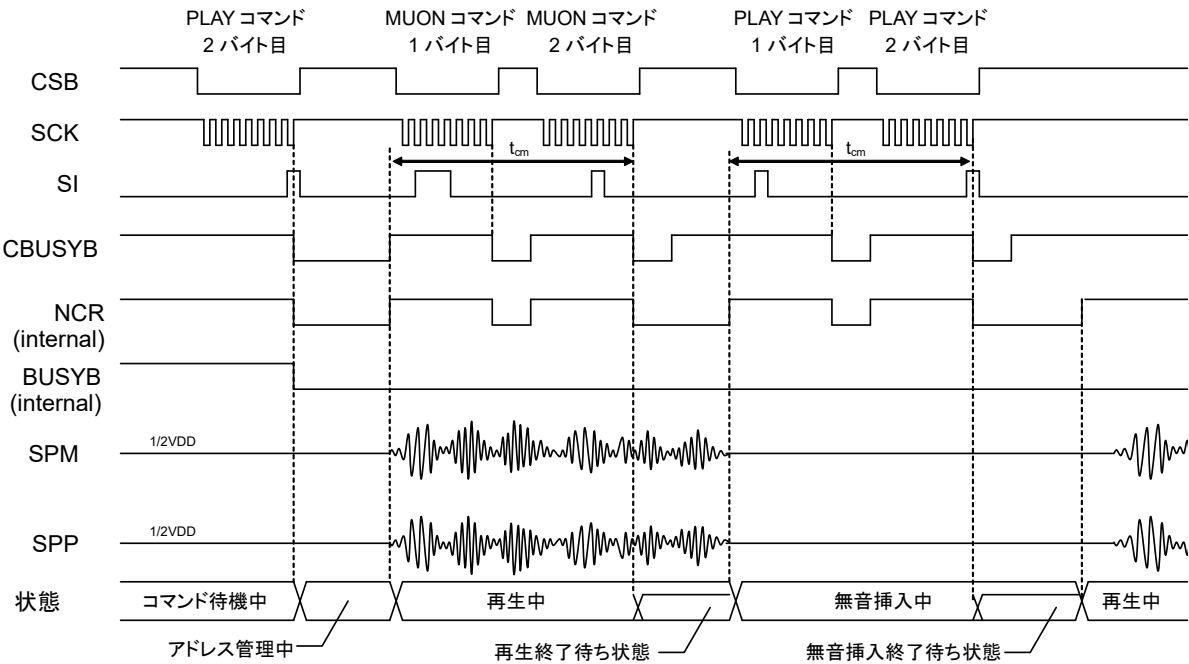 PLAY コマンド MUON コマンド MUON コマンド PLAY コマンド PLAY コマンド
2 バイト目 1 バイト目 2 バイト目 1 バイト目 2 バイト目
CSB
SCK
tcm tcm
SI
CBUSYB
NCR
(internal)
BUSYB
(internal)
1/2VDD
SPM
1/2VDD
SPP
状態 コマンド待機中 再生中 無音挿入中 再生中
アドレス管理中 再生終了待ち状態 無音挿入終了待ち状態